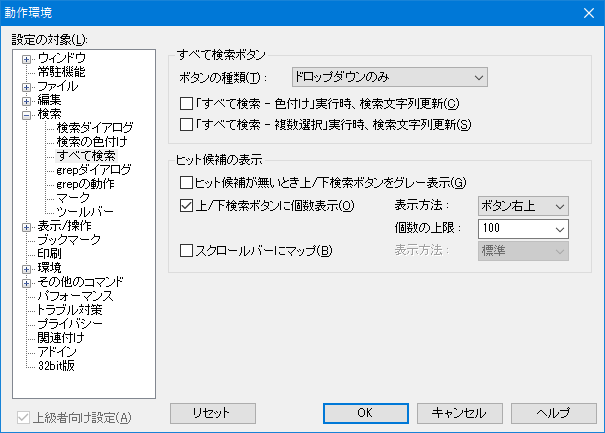 動作環境
設定の対象(L):
ウィンドウ
常駐機能
ファイル
編集
検索
検索ダイアログ
検索の色付け
すべて検索
grepダイアログ
grepの動作
マーク
ツールバー
表示/操作
ブックマーク
印刷
環境
その他のコマンド
パフォーマンス
トラブル対策
プライバシー
関連付け
アドイン
32bit版
上級者向け設定(A)
すべて検索ボタン
ボタンの種類(T): ドロップダウンのみ
「すべて検索 - 色付け」実行時、検索文字列更新(C)
「すべて検索 - 複数選択」実行時、検索文字列更新(S)
ヒット候補の表示
ヒット候補が無いとき上/下検索ボタンをグレー表示(G)
上/下検索ボタンに個数表示(O) 表示方法: ボタン右上
個数の上限: 100
スクロールバーにマップ(B) 表示方法: 標準
リセット OK キャンセル ヘルプ